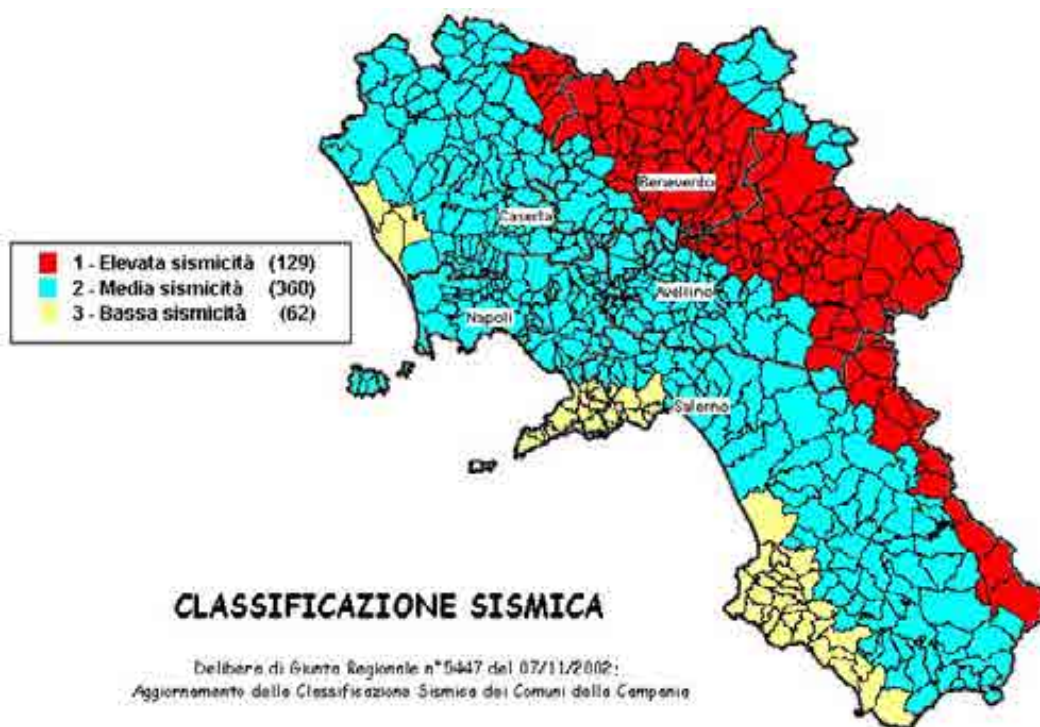 Benevento
Caserta
1 - Elevata sismicità (129)
2 - Media sismicità (360)
3 - Bassa sismicità (62)
Avellino
Napoli
Salerno
CLASSIFICAZIONE SISMICA
Delibera di Giunta Regionale n°5447 del 07/11/2002:
Aggiornamento della Classificazione Sismica dei Comuni della Campania